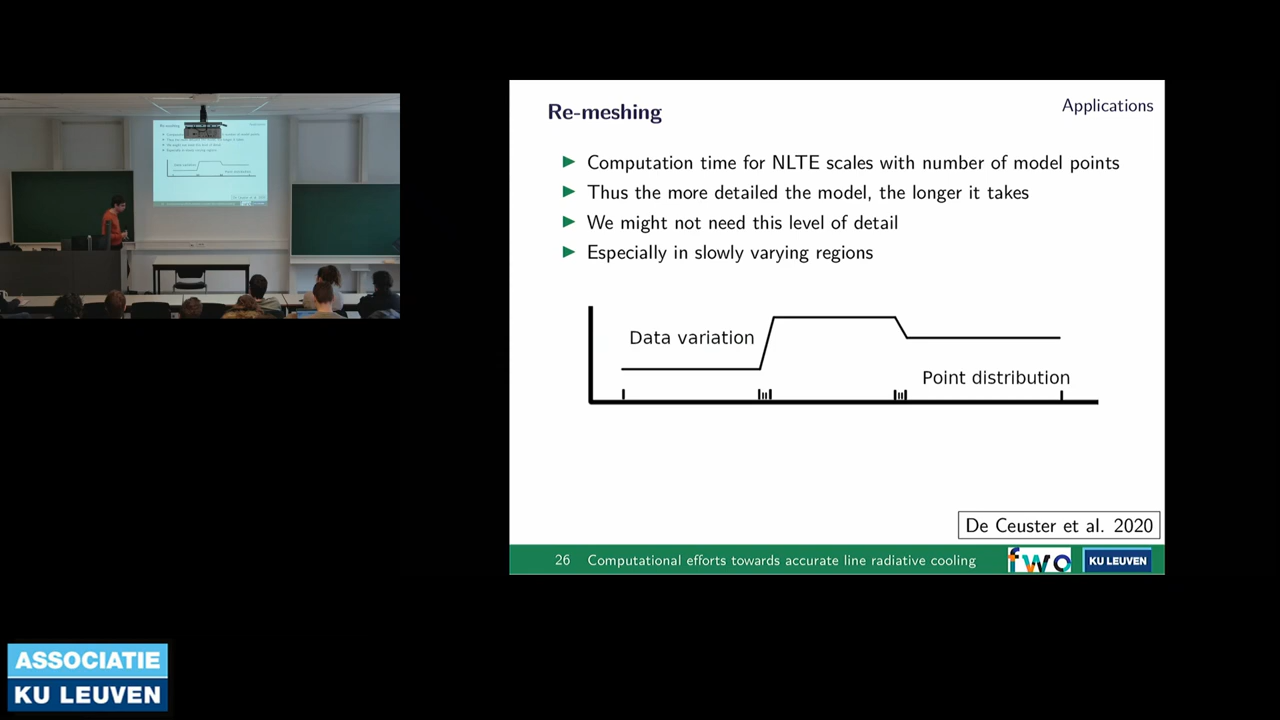 Re-meshing
Applications
Computation time for NLTE scales with number of model points
Thus the more detailed the model, the longer it takes
We might not need this level of detail
Especially in slowly varying regions
Data variation
Point distribution
De Ceuster et al. 2020
26 Computational efforts towards accurate line radiative cooling
fwo
KU LEUVEN
ASSOCIATIE
KU LEUVEN